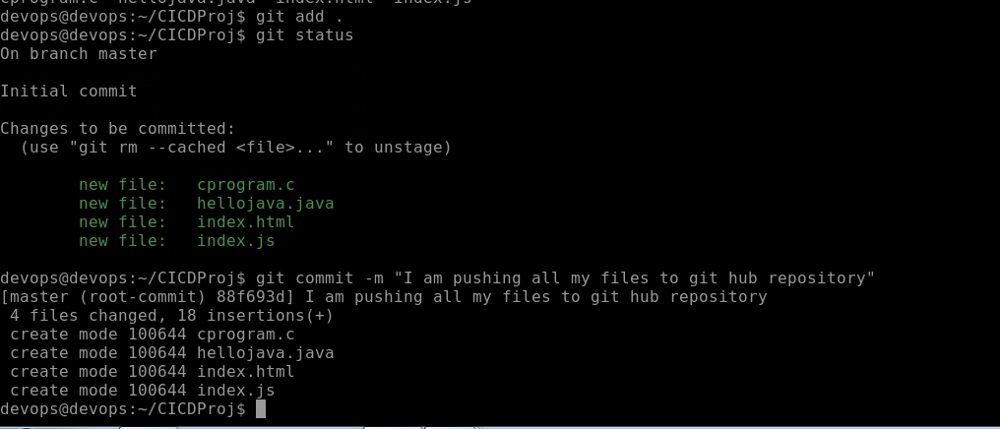 cprogram.c  hellojava.java  index.html  index.js
devops@devops:~/CICDProj$ git add .
devops@devops:~/CICDProj$ git status
On branch master
Initial commit
Changes to be committed:
  (use "git rm --cached <file>..." to unstage)
        new file:   cprogram.c
        new file:   hellojava.java
        new file:   index.html
        new file:   index.js
devops@devops:~/CICDProj$ git commit -m "I am pushing all my files to git hub repository"
[master (root-commit) 88f693d] I am pushing all my files to git hub repository
 4 files changed, 18 insertions(+)
 create mode 100644 cprogram.c
 create mode 100644 hellojava.java
 create mode 100644 index.html
 create mode 100644 index.js
devops@devops:~/CICDProj$